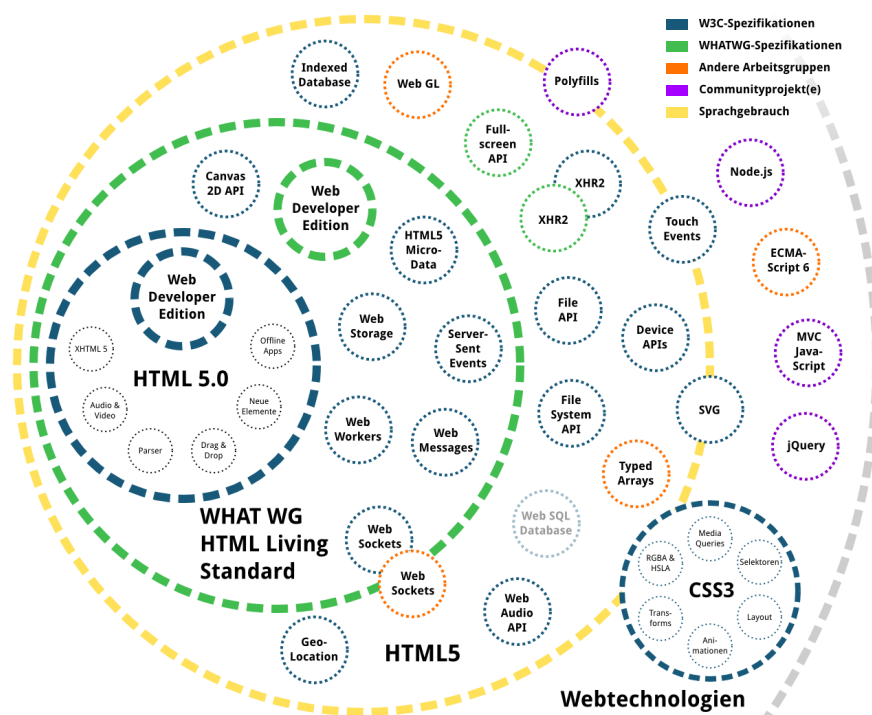 W3C-Spezifikationen
WHATWG-Spezifikationen
Andere Arbeitsgruppen
Communityprojekt(e)
Sprachgebrauch
Indexed
Database
Web GL
Polyfills
Full-
screen
API
Canvas
2D API
Web
Developer
Edition
XHR2
XHR2
Node.js
Touch
Events
HTML5
Micro-
Data
ECMA-
Script 6
Web
Developer
Edition
File
API
Web
Storage
Server-
Sent
Events
Device
APIs
MVC
Java-
Script
XHTML 5
Offline
Apps
HTML 5.0
Audio &
Video
Neue
Elemente
Parser
Drag &
Drop
Web
Workers
Web
Messages
File
System
API
SVG
jQuery
Typed
Arrays
WHAT WG
HTML Living
Standard
Web
Sockets
Web
Sockets
Web SQL
Database
Media
Queries
RGBA &
HSLA
Selektoren
CSS3
Trans-
forms
Layout
Ani-
mationen
Web
Audio
API
Geo-
Location
HTML5
Webtechnologien